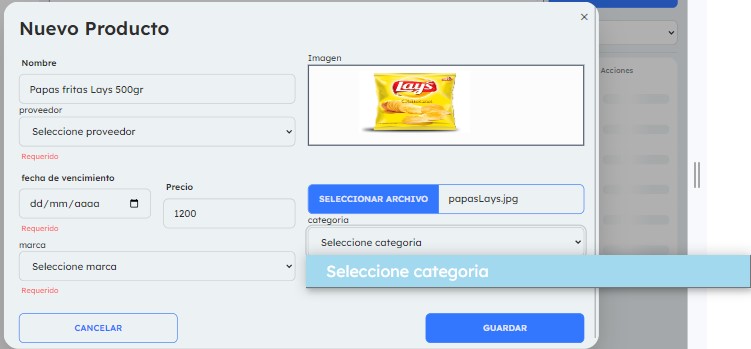 Nuevo Producto
×
Nombre
Papas fritas Lays 500gr
proveedor
Seleccione proveedor
Requerido
fecha de vencimiento
dd/mm/aaaa
Requerido
Precio
1200
marca
Seleccione marca
Requerido
CANCELAR
Imagen
Lay's
SELECCIONAR ARCHIVO
papasLays.jpg
categoria
Seleccione categoria
Seleccione categoria
GUARDAR
Acciones